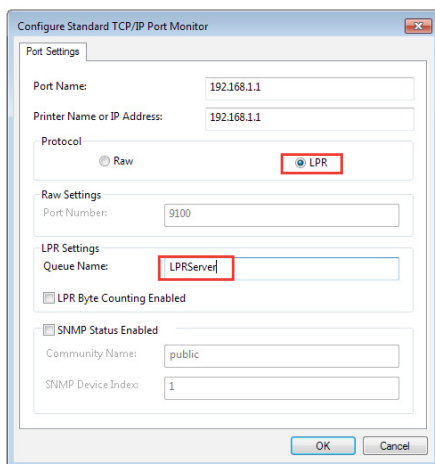 Configure Standard TCP/IP Port Monitor
Port Settings
Port Name: 192.168.1.1
Printer Name or IP Address: 192.168.1.1
Protocol
Raw LPR
Raw Settings
Port Number: 9100
LPR Settings
Queue Name: LPRServer
LPR Byte Counting Enabled
SNMP Status Enabled
Community Name: public
SNMP Device Index: 1
OK Cancel